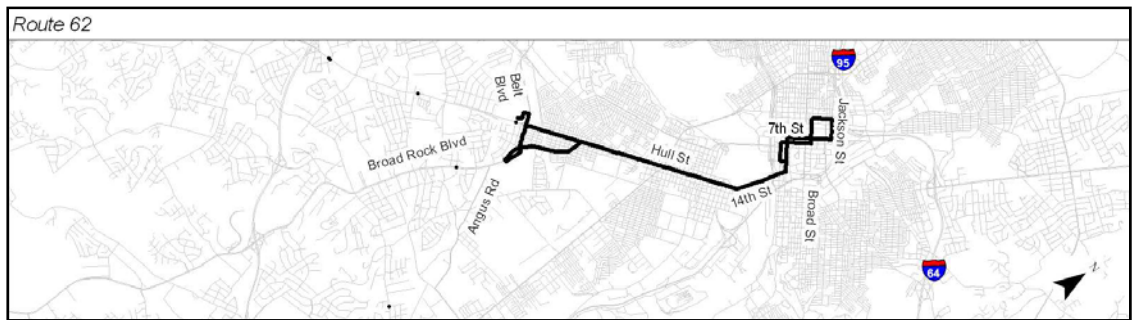 Route 62
95
Belt
Blvd
Jackson St
7th St
Broad Rock Blvd
Hull St
Angus Rd
14th St
Broad St
64
z